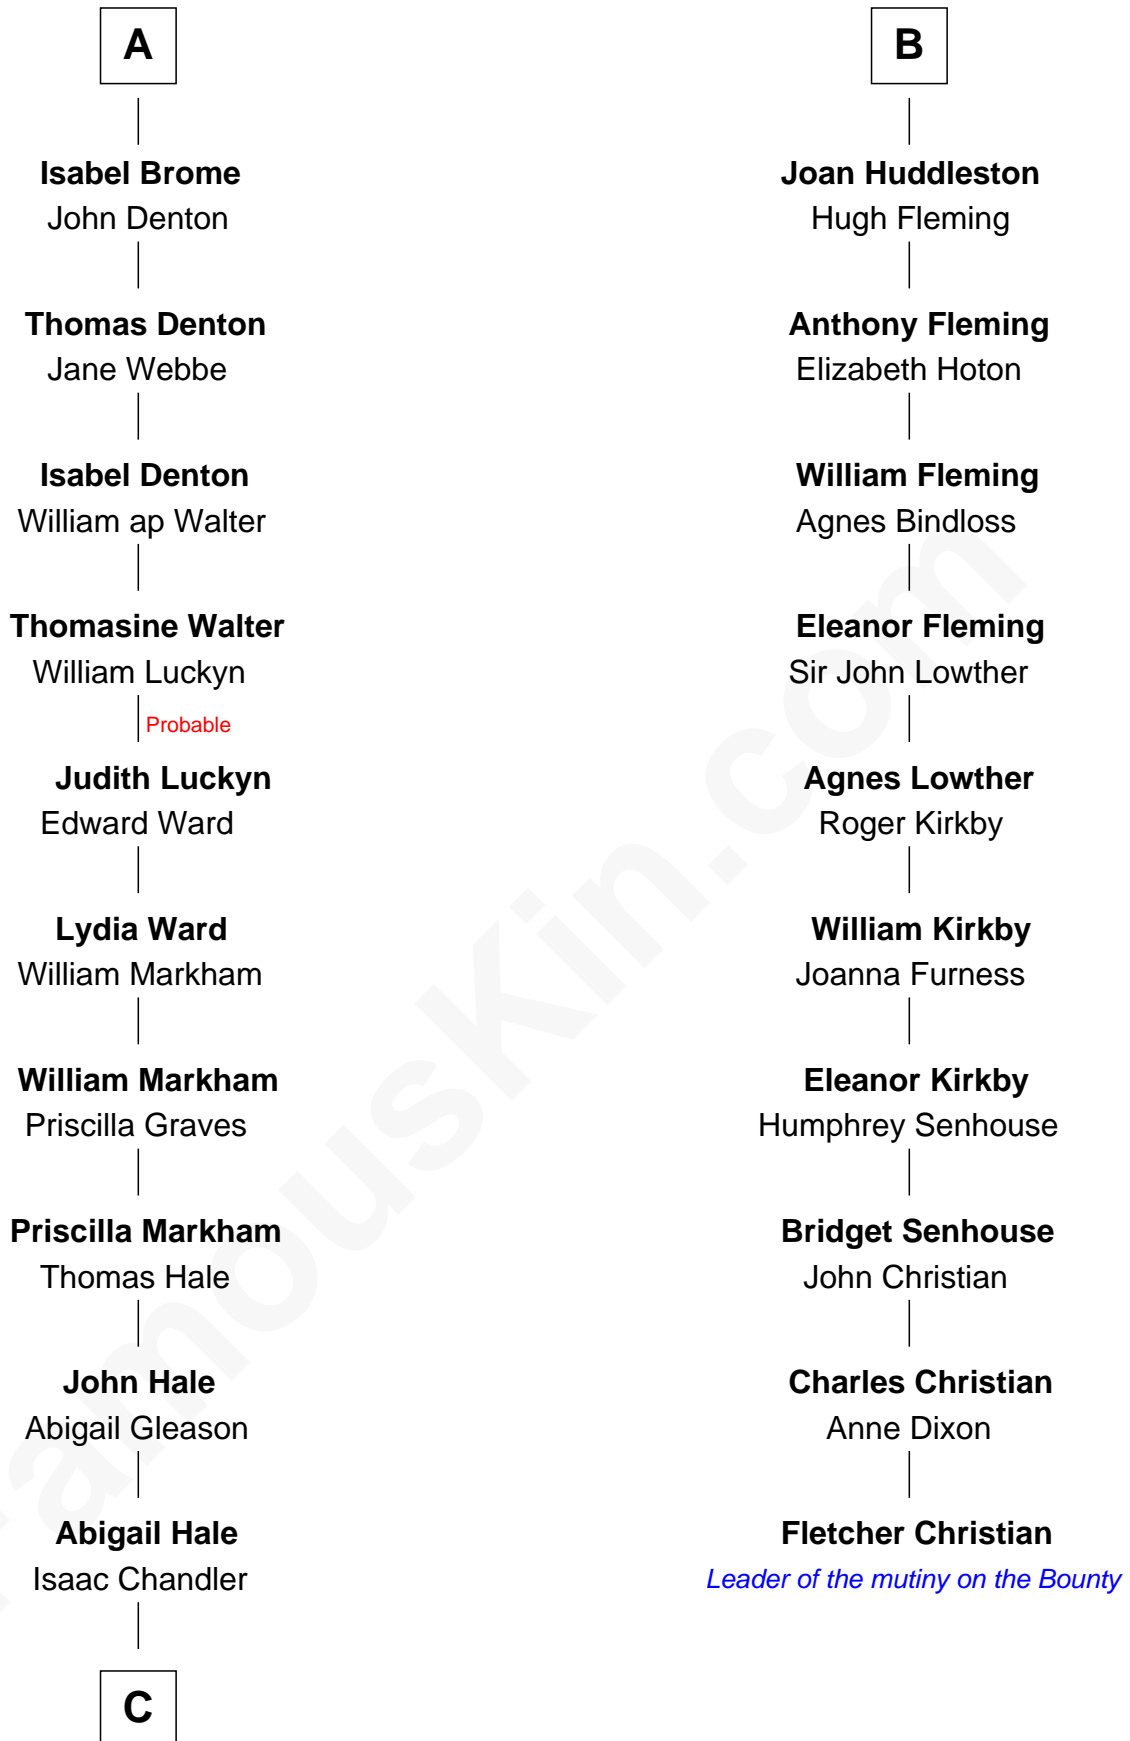 A
Isabel Brome
John Denton
Thomas Denton
Jane Webbe
Isabel Denton
William ap Walter
Thomasine Walter
William Luckyn
Probable
Judith Luckyn
Edward Ward
Lydia Ward
William Markham
William Markham
Priscilla Graves
Priscilla Markham
Thomas Hale
John Hale
Abigail Gleason
Abigail Hale
Isaac Chandler
C
B
Joan Huddleston
Hugh Fleming
Anthony Fleming
Elizabeth Hoton
William Fleming
Agnes Bindloss
Eleanor Fleming
Sir John Lowther
Agnes Lowther
Roger Kirkby
William Kirkby
Joanna Furness
Eleanor Kirkby
Humphrey Senhouse
Bridget Senhouse
John Christian
Charles Christian
Anne Dixon
Fletcher Christian
Leader of the mutiny on the Bounty
FamousKin.com